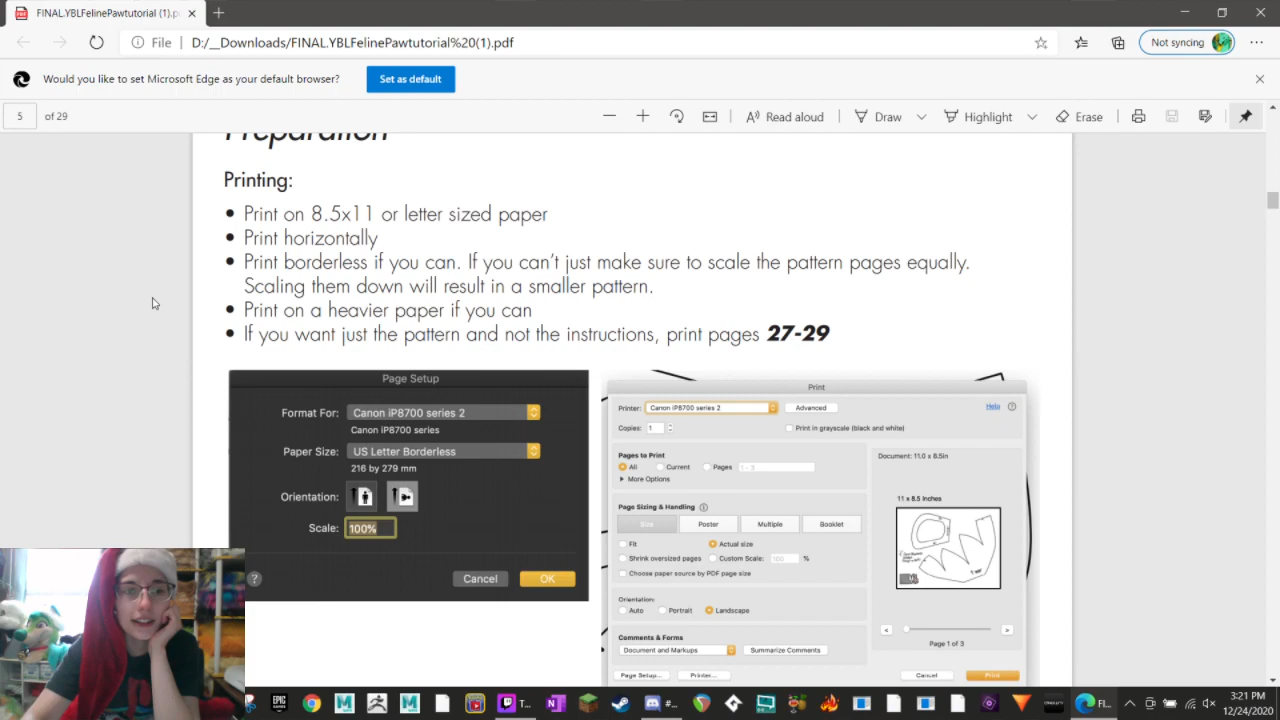 FINAL.YBLFelinePawtutorial (1).p
File
D:/__Downloads/FINAL.YBLFelinePawtutorial%20(1).pdf
Not syncing
Would you like to set Microsoft Edge as your default browser?
Set as default
5 of 29
Read aloud
Draw
Highlight
Erase
Preparation
Printing:
Print on 8.5x11 or letter sized paper
Print horizontally
Print borderless if you can. If you can't just make sure to scale the pattern pages equally.
Scaling them down will result in a smaller pattern.
Print on a heavier paper if you can
If you want just the pattern and not the instructions, print pages 27-29
Page Setup
Format For: Canon iP8700 series 2
Canon iP8700 series
Paper Size: US Letter Borderless
216 by 279 mm
Orientation:
Scale: 100%
?
Cancel
OK
Print
Printer: Canon iP8700 series 2
Advanced
Help
Copies: 1
Print in grayscale (black and white)
Pages to Print
All
Current
Pages
1 - 3
More Options
Page Sizing & Handling
Size
Poster
Multiple
Booklet
Fit
Actual size
Shrink oversized pages
Custom Scale: 100 %
Choose paper source by PDF page size
Orientation:
Auto
Portrait
Landscape
Comments & Forms
Document and Markups
Summarize Comments
Page Setup...
Printer...
Document: 11.0 x 8.5in
11 x 8.5 Inches
<
>
Page 1 of 3
Cancel
Print
EPIC GAMES
#...
Fi...
3:21 PM
12/24/2020